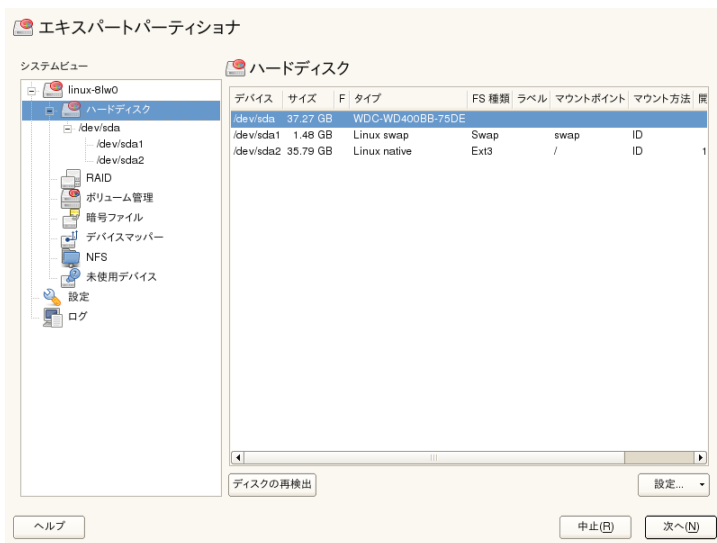 エキスパートパーティショナ
システムビュー
linux-8lw0
ハードディスク
/dev/sda
/dev/sda1
/dev/sda2
RAID
ボリューム管理
暗号ファイル
デバイスマッパー
NFS
未使用デバイス
設定
ログ
ハードディスク
デバイス サイズ F タイプ FS 種類 ラベル マウントポイント マウント方法 開
/dev/sda 37.27 GB WDC-WD400BB-75DE
/dev/sda1 1.48 GB Linux swap Swap swap ID
/dev/sda2 35.79 GB Linux native Ext3 / ID 1
ディスクの再検出 設定...
ヘルプ 中止(R) 次へ(N)